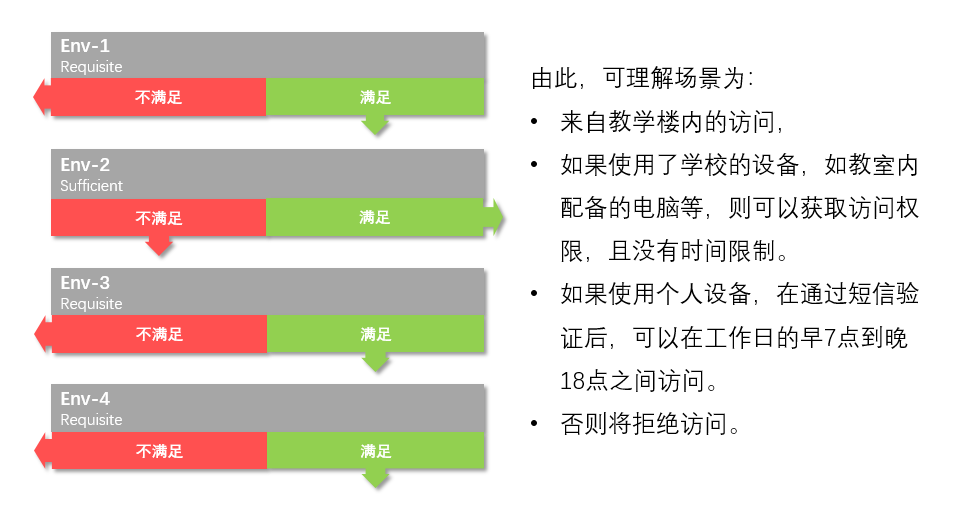 Env-1
Requisite
不满足 满足
Env-2
Sufficient
不满足 满足
Env-3
Requisite
不满足 满足
Env-4
Requisite
不满足 满足
由此，可理解场景为：
• 来自教学楼内的访问，
• 如果使用了学校的设备，如教室内
配备的电脑等，则可以获取访问权
限，且没有时间限制。
• 如果使用个人设备，在通过短信验
证后，可以在工作日的早7点到晚
18点之间访问。
• 否则将拒绝访问。